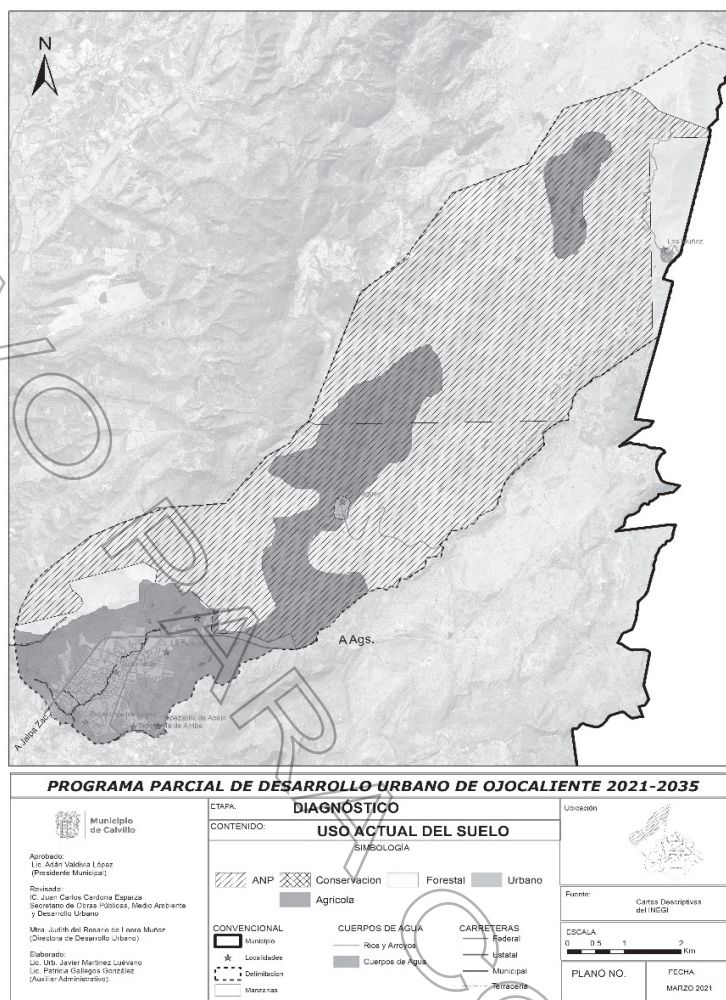 N
Los Muñoz
A Ags.
A Jalpa Zac.
PROGRAMA PARCIAL DE DESARROLLO URBANO DE OJOCALIENTE 2021-2035
Municipio
de Calvillo
Aprobado:
Lic. Adán Valdivia López
(Presidente Municipal)
Revisado:
IC. Juan Carlos Cardona Esparza
Secretario de Obras Públicas, Medio Ambiente
y Desarrollo Urbano
Mtra. Judith del Rosario de Loera Muñoz
(Directora de Desarrollo Urbano)
Elaborado:
Lic. Urb. Javier Martínez Luévano
Lic. Patricia Gallegos González
(Auxiliar Administrativo).
ETAPA: DIAGNÓSTICO
CONTENIDO: USO ACTUAL DEL SUELO
SIMBOLOGIA
ANP Conservacion Forestal Urbano
Agricola
CONVENCIONAL
Municipio
Localidades
Delimitacion
Manzanas
CUERPOS DE AGUA
Rios y Arroyos
Cuerpos de Agua
CARRETERAS
Federal
Estatal
Municipal
Terraceria
Ubicación
Fuente: Cartas Descriptivas
del INEGI
ESCALA:
0 0.5 1 2
Km
PLANO NO.
FECHA:
MARZO 2021
PARA